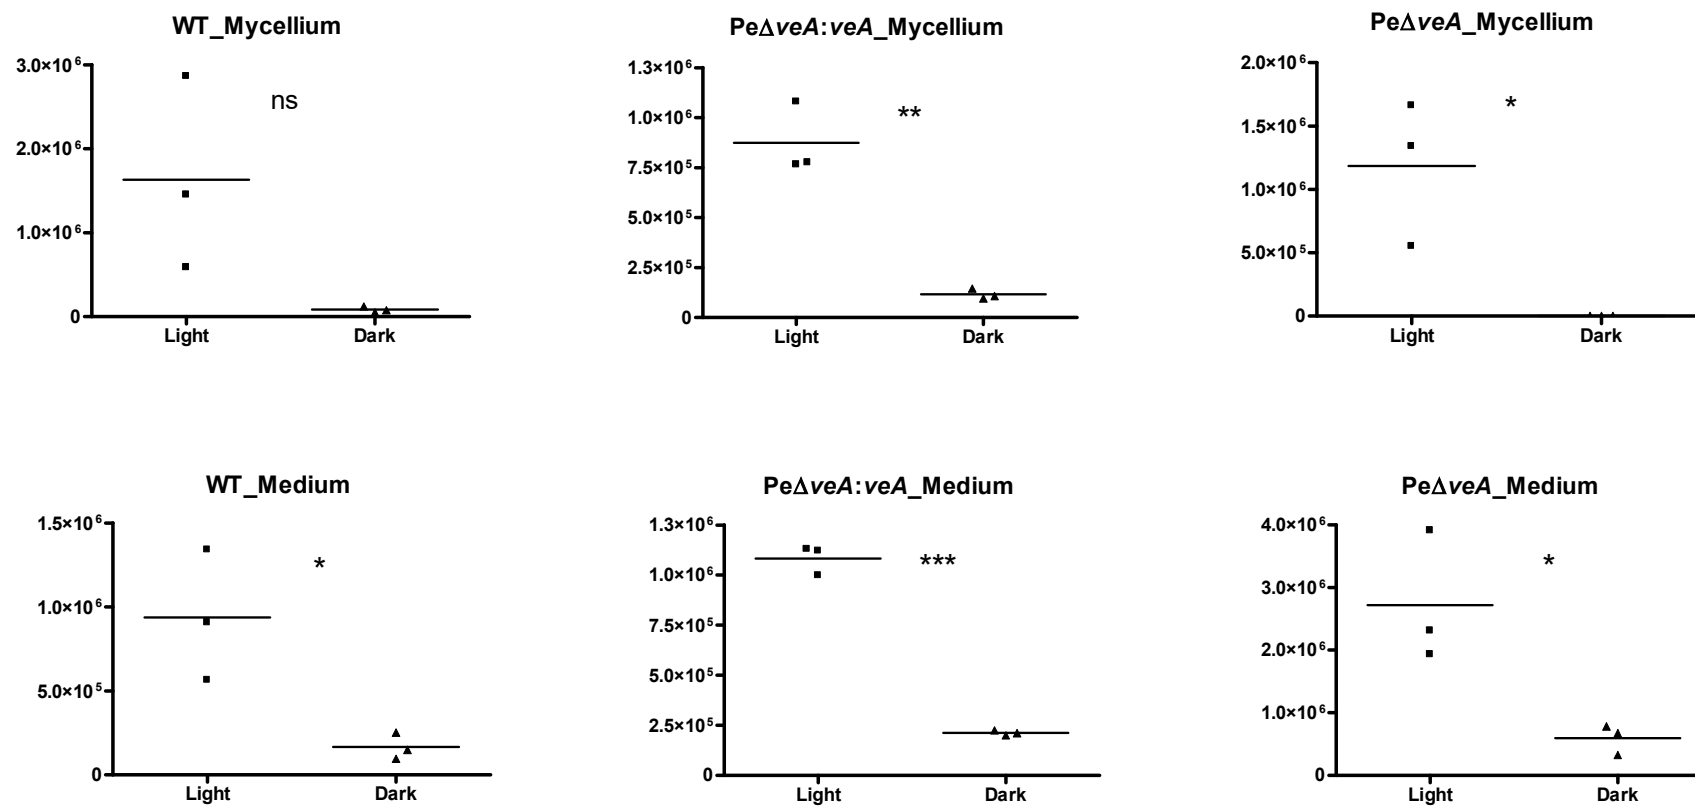 WT_Mycellium
3.0×10⁶
2.0×10⁶
1.0×10⁶
0
ns
Light Dark
PeΔveA:veA_Mycellium
1.3×10⁶
1.0×10⁶
7.5×10⁵
5.0×10⁵
2.5×10⁵
0
**
Light Dark
PeΔveA_Mycellium
2.0×10⁶
1.5×10⁶
1.0×10⁶
5.0×10⁵
0
*
Light Dark
WT_Medium
1.5×10⁶
1.0×10⁶
5.0×10⁵
0
*
Light Dark
PeΔveA:veA_Medium
1.3×10⁶
1.0×10⁶
7.5×10⁵
5.0×10⁵
2.5×10⁵
0
***
Light Dark
PeΔveA_Medium
4.0×10⁶
3.0×10⁶
2.0×10⁶
1.0×10⁶
0
*
Light Dark